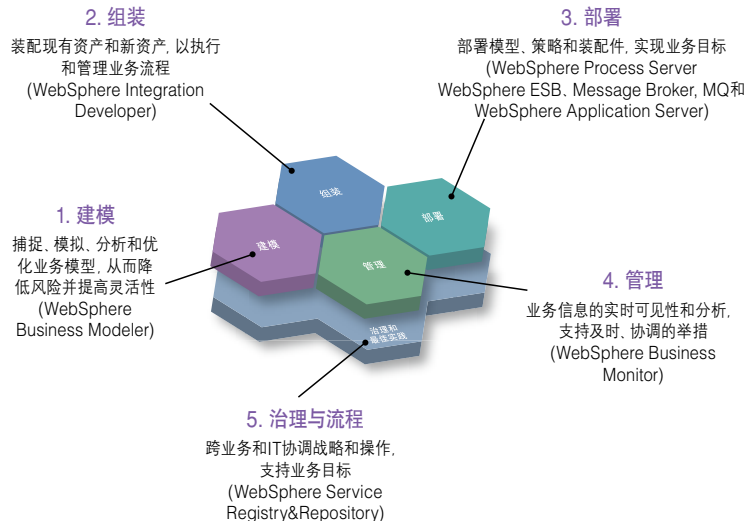 2. 组装
装配现有资产和新资产, 以执行
和管理业务流程
(WebSphere Integration
Developer)
3. 部署
部署模型、策略和装配件, 实现业务目标
(WebSphere Process Server
WebSphere ESB、Message Broker, MQ和
WebSphere Application Server)
组装
部署
建模
管理
治理和
最佳实践
1. 建模
捕捉、模拟、分析和优
化业务模型, 从而降
低风险并提高灵活性
(WebSphere
Business Modeler)
4. 管理
业务信息的实时可见性和分析,
支持及时、协调的举措
(WebSphere Business
Monitor)
5. 治理与流程
跨业务和IT协调战略和操作,
支持业务目标
(WebSphere Service
Registry&Repository)